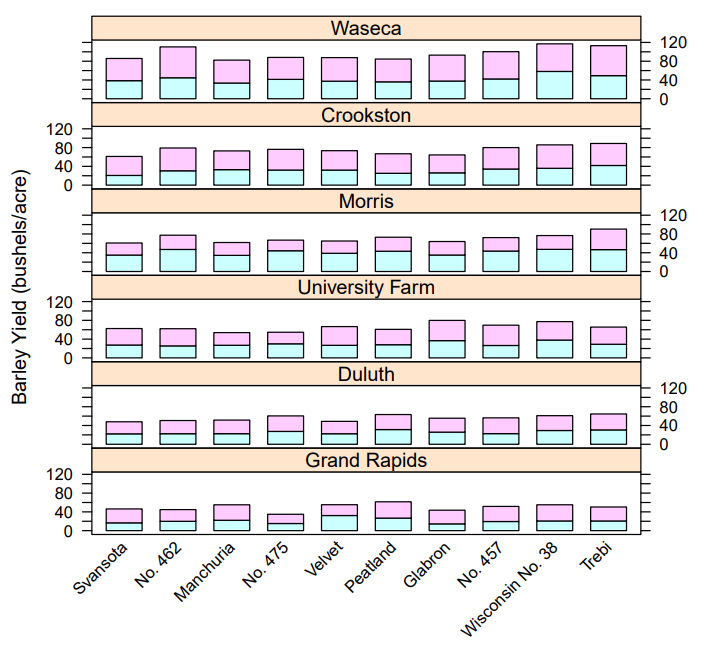 Waseca
120
80
40
0
Crookston
120
80
40
0
Morris
120
80
40
0
University Farm
120
80
40
0
Duluth
120
80
40
0
Grand Rapids
120
80
40
0
Barley Yield (bushels/acre)
Svansota
No. 462
Manchuria
No. 475
Velvet
Peatland
Glabron
No. 457
Wisconsin No. 38
Trebi